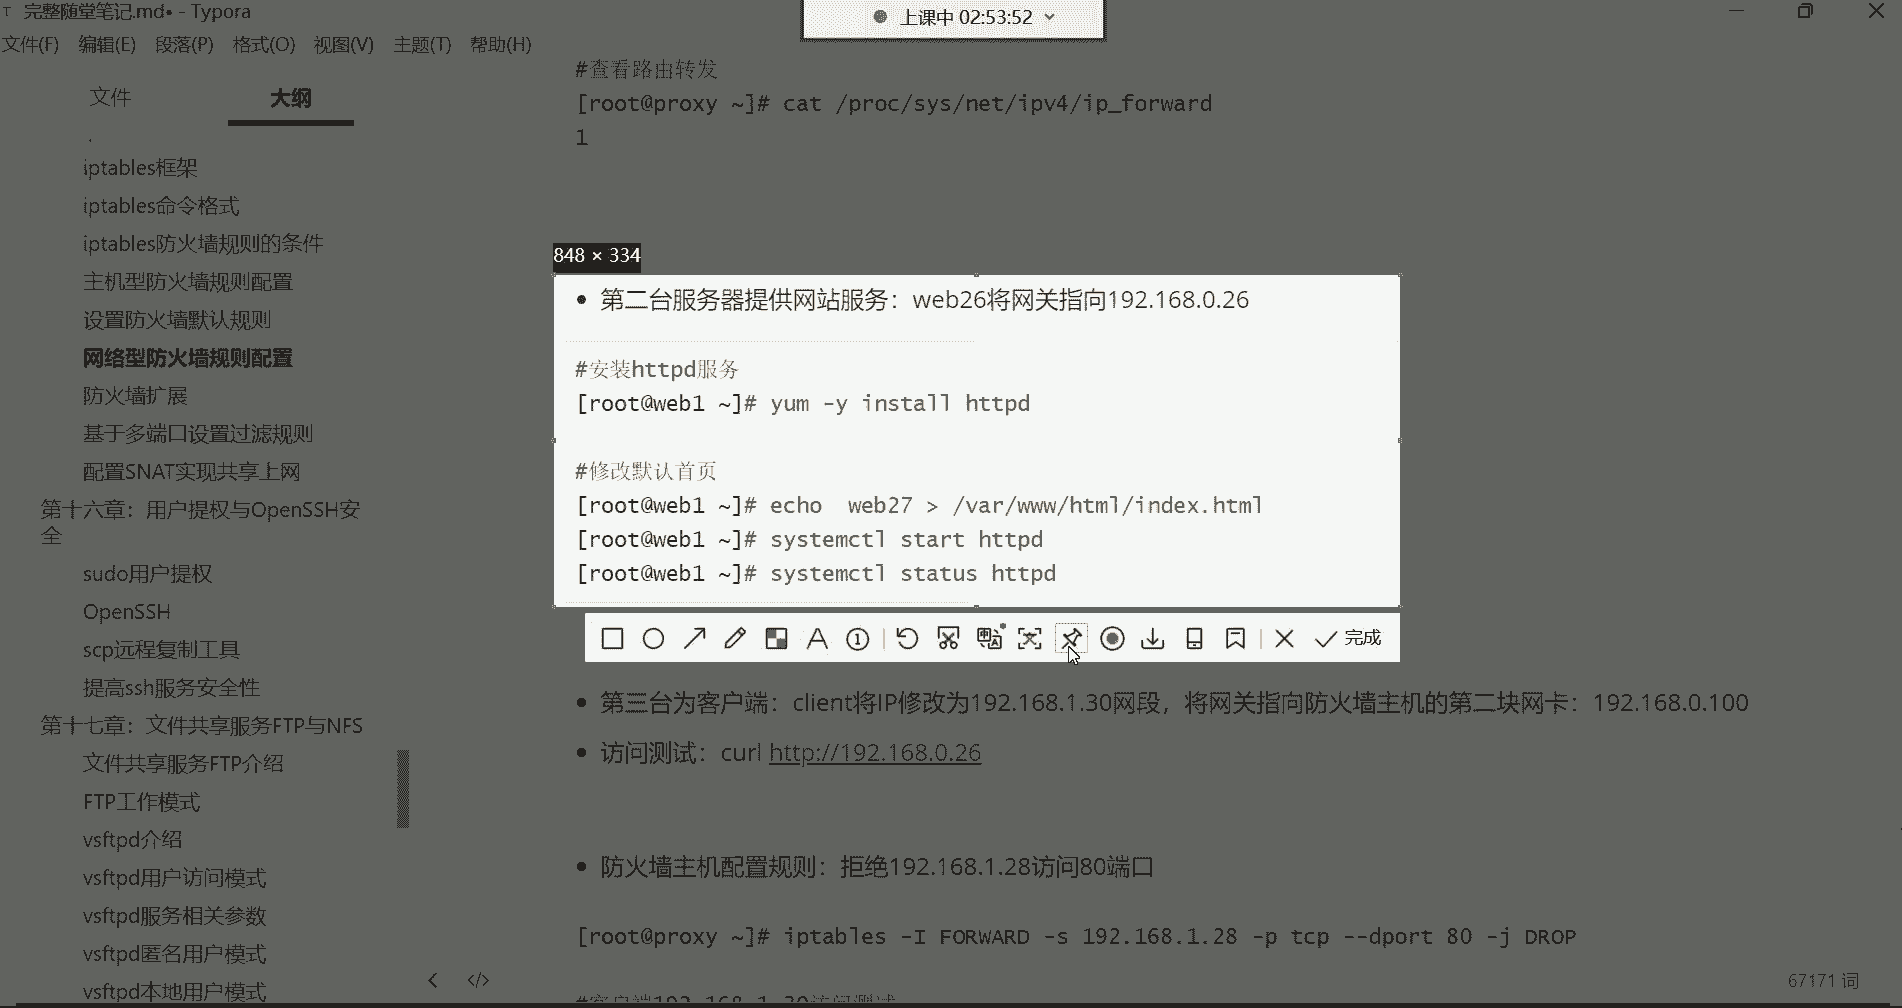 完整随堂笔记.md• - Typora
上课中 02:53:52
文件(F) 编辑(E) 段落(P) 格式(O) 视图(V) 主题(T) 帮助(H)
文件 大纲
iptables框架
iptables命令格式
iptables防火墙规则的条件
主机型防火墙规则配置
设置防火墙默认规则
网络型防火墙规则配置
防火墙扩展
基于多端口设置过滤规则
配置SNAT实现共享上网
第十六章：用户提权与OpenSSH安
全
sudo用户提权
OpenSSH
scp远程复制工具
提高ssh服务安全性
第十七章：文件共享服务FTP与NFS
文件共享服务FTP介绍
FTP工作模式
vsftpd介绍
vsftpd用户访问模式
vsftpd服务相关参数
vsftpd匿名用户模式
vsftpd本地用户模式
#查看路由转发
[root@proxy ~]# cat /proc/sys/net/ipv4/ip_forward
1
848 × 334
• 第二台服务器提供网站服务：web26将网关指向192.168.0.26
#安装httpd服务
[root@web1 ~]# yum -y install httpd
#修改默认首页
[root@web1 ~]# echo  web27 > /var/www/html/index.html
[root@web1 ~]# systemctl start httpd
[root@web1 ~]# systemctl status httpd
完成
• 第三台为客户端：client将IP修改为192.168.1.30网段，将网关指向防火墙主机的第二块网卡：192.168.0.100
• 访问测试：curl http://192.168.0.26
• 防火墙主机配置规则：拒绝192.168.1.28访问80端口
[root@proxy ~]# iptables -I FORWARD -s 192.168.1.28 -p tcp --dport 80 -j DROP
#客户端192.168.1.30访问测试
67171 词